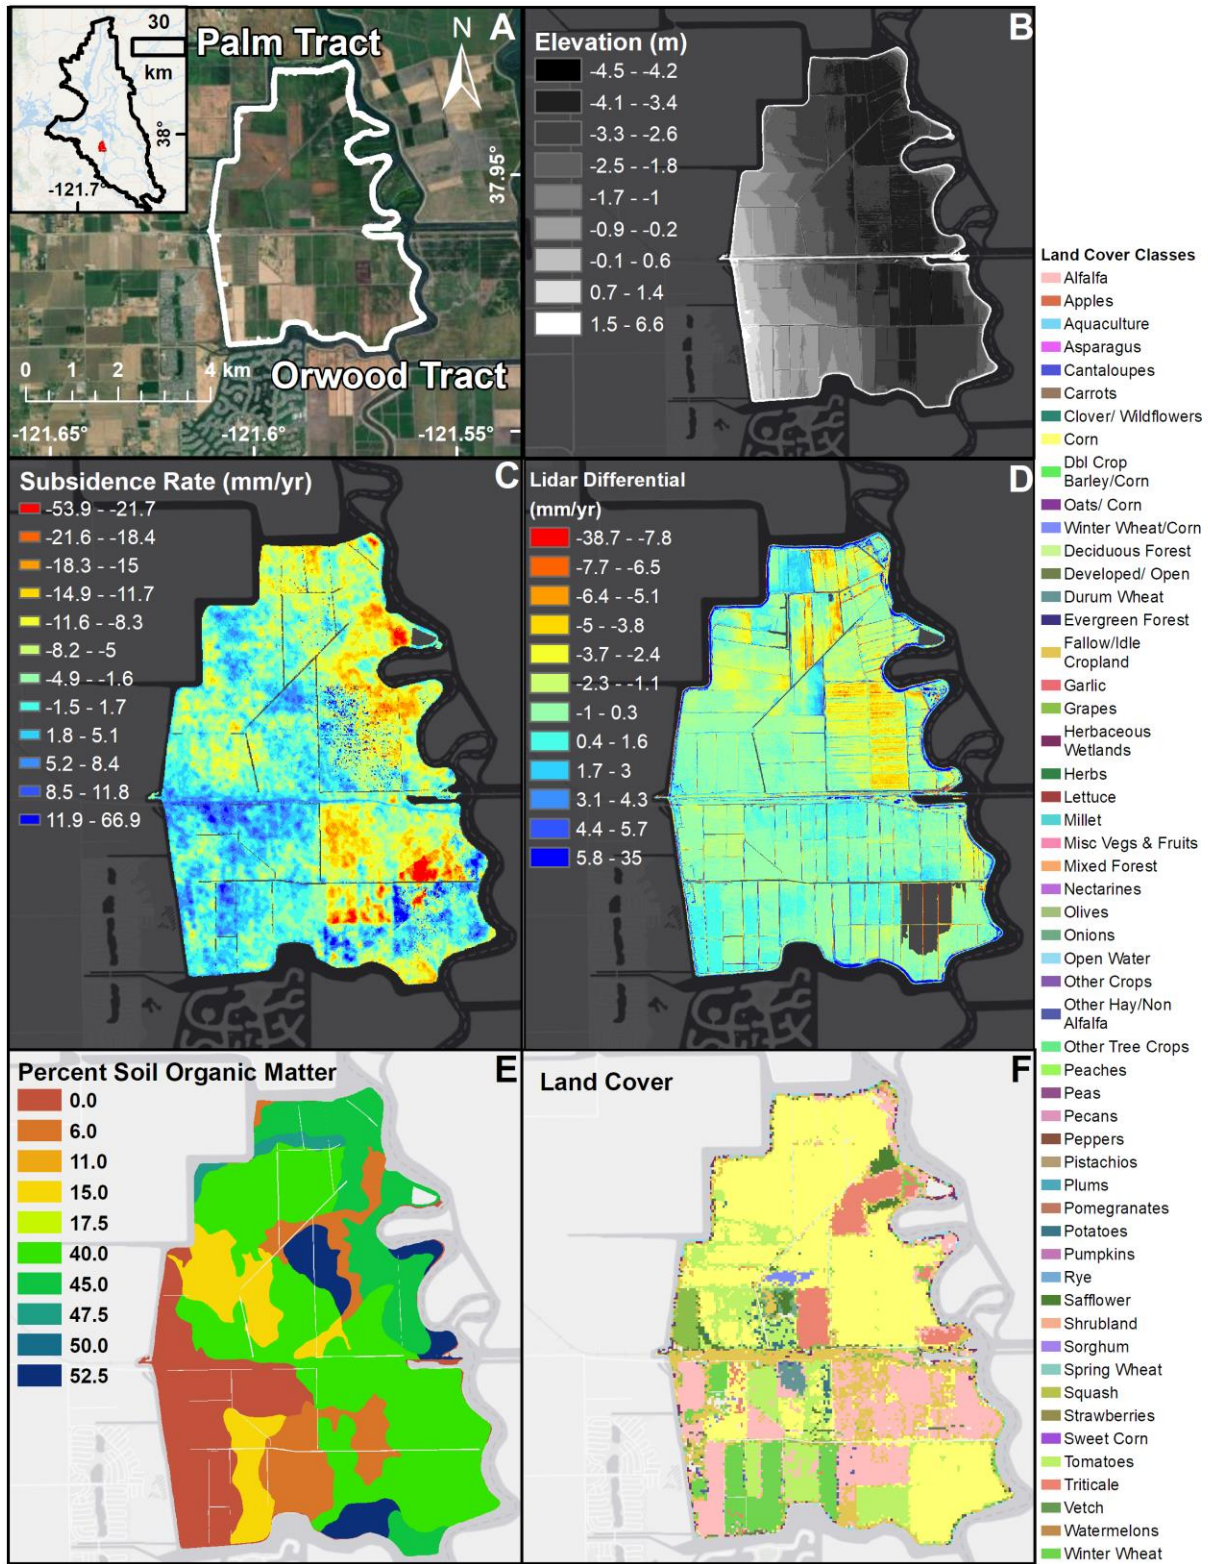 30
km
38°
-121.7°
Palm Tract
N
A
37.95°
0 1 2 4 km
Orwood Tract
-121.65°
-121.6°
-121.55°
Elevation (m)
B
-4.5 - -4.2
-4.1 - -3.4
-3.3 - -2.6
-2.5 - -1.8
-1.7 - -1
-0.9 - -0.2
-0.1 - 0.6
0.7 - 1.4
1.5 - 6.6
Subsidence Rate (mm/yr)
C
-53.9 - -21.7
-21.6 - -18.4
-18.3 - -15
-14.9 - -11.7
-11.6 - -8.3
-8.2 - -5
-4.9 - -1.6
-1.5 - 1.7
1.8 - 5.1
5.2 - 8.4
8.5 - 11.8
11.9 - 66.9
Lidar Differential
(mm/yr)
D
-38.7 - -7.8
-7.7 - -6.5
-6.4 - -5.1
-5 - -3.8
-3.7 - -2.4
-2.3 - -1.1
-1 - 0.3
0.4 - 1.6
1.7 - 3
3.1 - 4.3
4.4 - 5.7
5.8 - 35
Percent Soil Organic Matter
E
0.0
6.0
11.0
15.0
17.5
40.0
45.0
47.5
50.0
52.5
Land Cover
F
Land Cover Classes
Alfalfa
Apples
Aquaculture
Asparagus
Cantaloupes
Carrots
Clover/ Wildflowers
Corn
Dbl Crop
Barley/Corn
Oats/ Corn
Winter Wheat/Corn
Deciduous Forest
Developed/ Open
Durum Wheat
Evergreen Forest
Fallow/Idle
Cropland
Garlic
Grapes
Herbaceous
Wetlands
Herbs
Lettuce
Millet
Misc Vegs & Fruits
Mixed Forest
Nectarines
Olives
Onions
Open Water
Other Crops
Other Hay/Non
Alfalfa
Other Tree Crops
Peaches
Peas
Pecans
Peppers
Pistachios
Plums
Pomegranates
Potatoes
Pumpkins
Rye
Safflower
Shrubland
Sorghum
Spring Wheat
Squash
Strawberries
Sweet Corn
Tomatoes
Triticale
Vetch
Watermelons
Winter Wheat